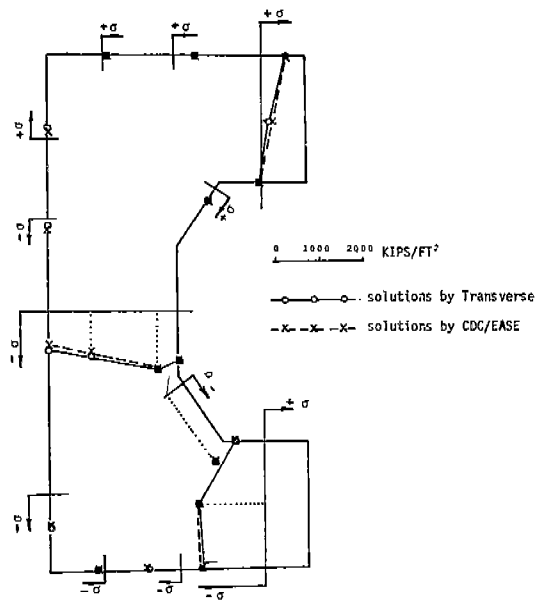 +σ
+σ
+σ
+σ
+σ
-σ
0 1000 2000 KIPS/FT²
solutions by Transverse
solutions by CDC/EASE
-σ
-σ
+ σ
-σ
-σ
-σ
-σ